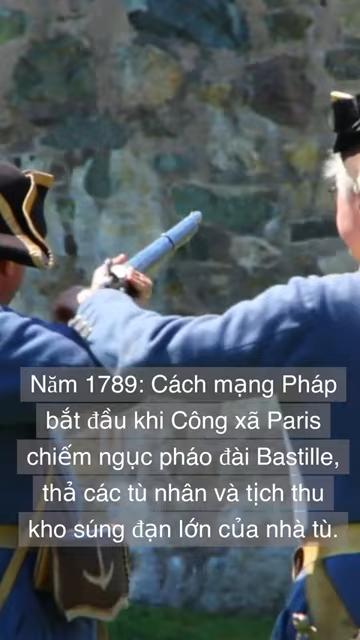 Năm 1789: Cách mạng Pháp
bắt đầu khi Công xã Paris
chiếm ngục pháo đài Bastille,
thả các tù nhân và tịch thu
kho súng đạn lớn của nhà tù.